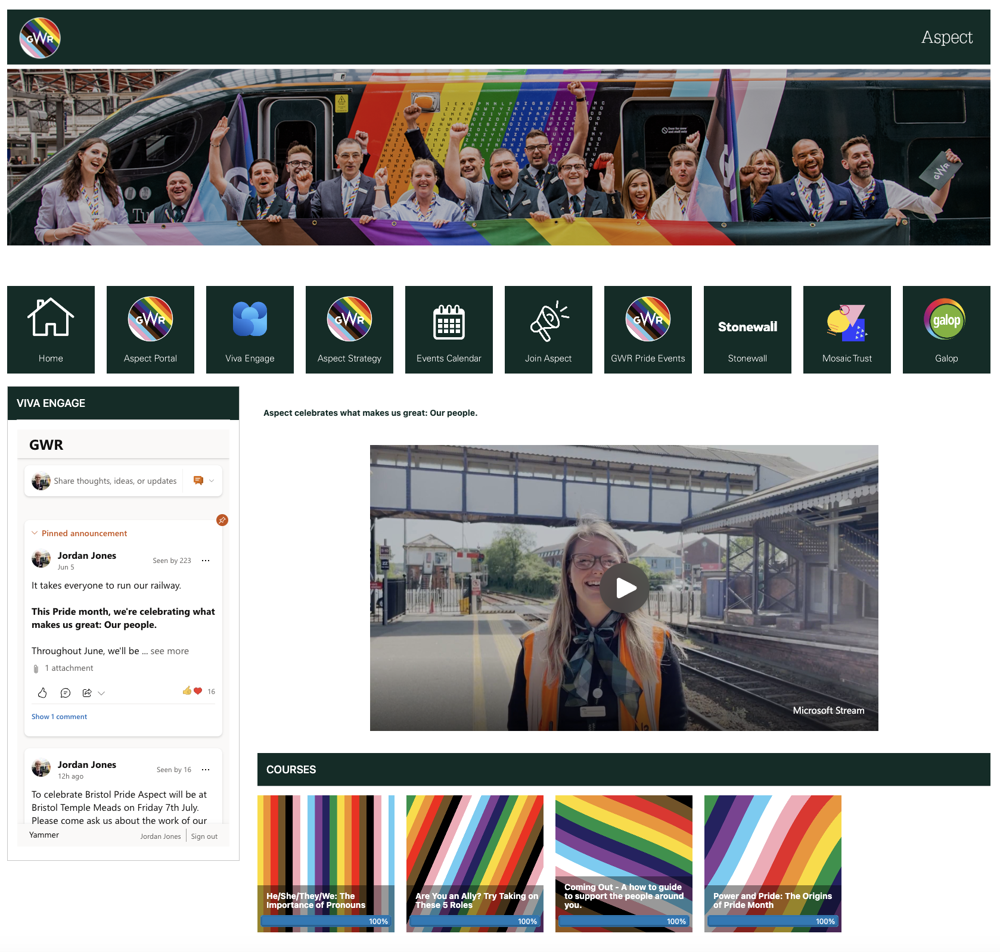 GWR
Aspect
Door for crew
and staff only
Tu
GWR
Home
GWR
Aspect Portal
Viva Engage
GWR
Aspect Strategy
Events Calendar
Join Aspect
GWR
GWR Pride Events
Stonewall
Stonewall
Mosaic Trust
galop
Galop
VIVA ENGAGE
GWR
Share thoughts, ideas, or updates
Pinned announcement
Jordan Jones
Jun 5
Seen by 223
It takes everyone to run our railway.
This Pride month, we're celebrating what
makes us great: Our people.
Throughout June, we'll be ... see more
1 attachment
16
Show 1 comment
Jordan Jones
12h ago
Seen by 16
To celebrate Bristol Pride Aspect will be at
Bristol Temple Meads on Friday 7th July.
Please come ask us about the work of our
Yammer
Jordan Jones
Sign out
Aspect celebrates what makes us great: Our people.
Microsoft Stream
COURSES
He/She/They/We: The
Importance of Pronouns
100%
Are You an Ally? Try Taking on
These 5 Roles
100%
Coming Out - A how to guide
to support the people around
you.
100%
Power and Pride: The Origins
of Pride Month
100%